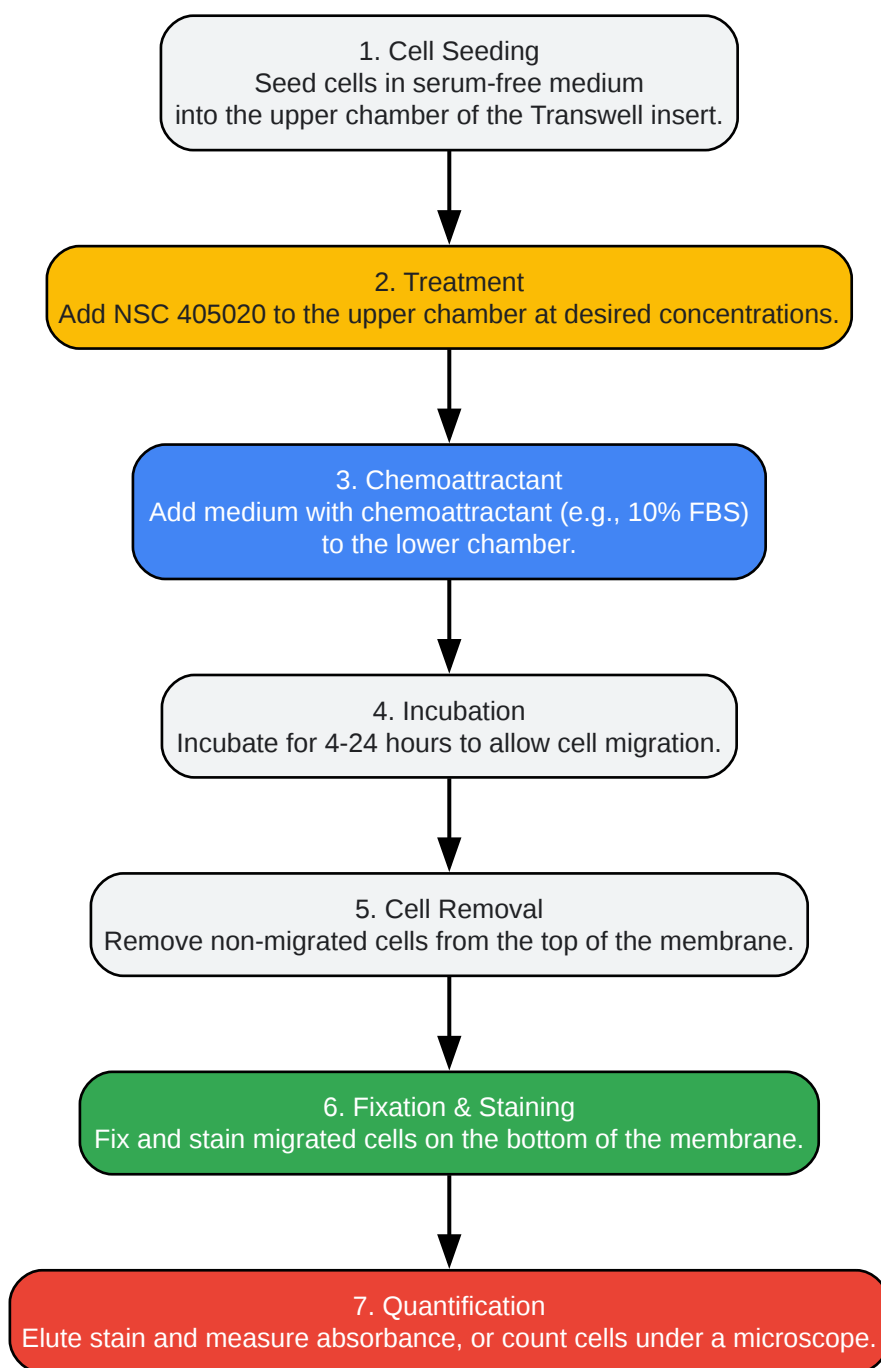 1. Cell Seeding
Seed cells in serum-free medium
into the upper chamber of the Transwell insert.
2. Treatment
Add NSC 405020 to the upper chamber at desired concentrations.
3. Chemoattractant
Add medium with chemoattractant (e.g., 10% FBS)
to the lower chamber.
4. Incubation
Incubate for 4-24 hours to allow cell migration.
5. Cell Removal
Remove non-migrated cells from the top of the membrane.
6. Fixation & Staining
Fix and stain migrated cells on the bottom of the membrane.
7. Quantification
Elute stain and measure absorbance, or count cells under a microscope.